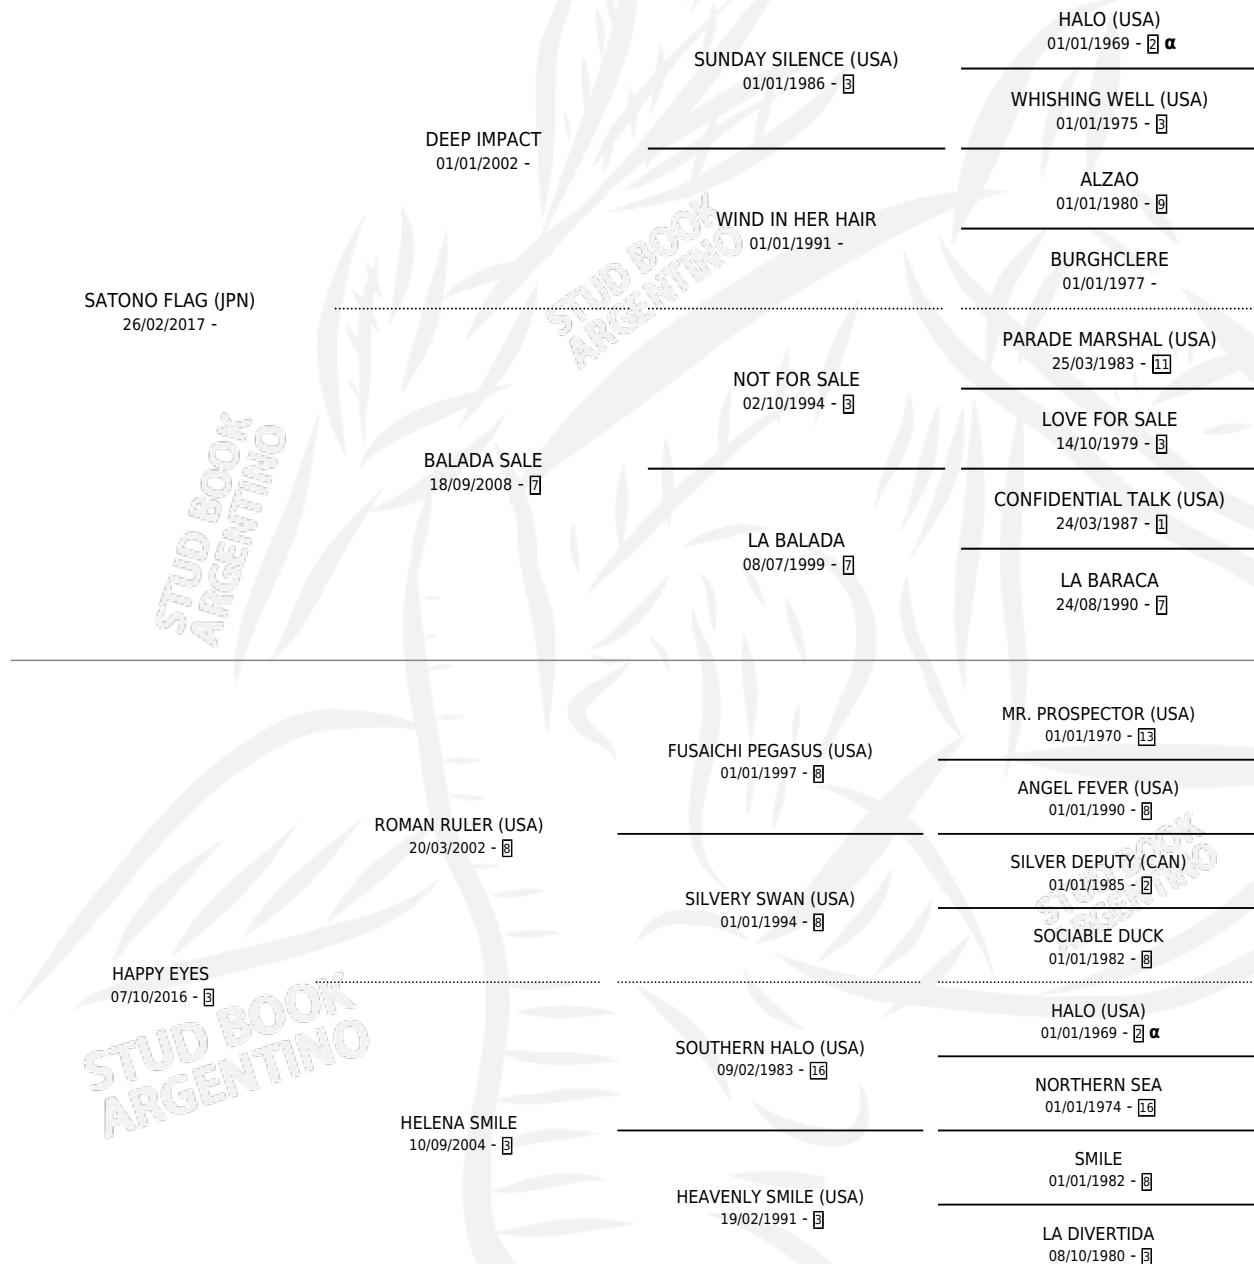 HALO (USA)
01/01/1969 - 2 α
SUNDAY SILENCE (USA)
01/01/1986 - 3
WHISHING WELL (USA)
01/01/1975 - 3
DEEP IMPACT
01/01/2002 -
ALZAO
01/01/1980 - 9
WIND IN HER HAIR
01/01/1991 -
BURGHCLERE
01/01/1977 -
SATONO FLAG (JPN)
26/02/2017 -
STUD BOOK
ARGENTINO
PARADE MARSHAL (USA)
25/03/1983 - 11
NOT FOR SALE
02/10/1994 - 3
LOVE FOR SALE
14/10/1979 - 3
BALADA SALE
18/09/2008 - 7
STUD BOOK
ARGENTINO
CONFIDENTIAL TALK (USA)
24/03/1987 - 1
LA BALADA
08/07/1999 - 7
LA BARACA
24/08/1990 - 7
MR. PROSPECTOR (USA)
01/01/1970 - 13
FUSAICHI PEGASUS (USA)
01/01/1997 - 8
ANGEL FEVER (USA)
01/01/1990 - 8
ROMAN RULER (USA)
20/03/2002 - 8
STUD BOOK
ARGENTINO
SILVER DEPUTY (CAN)
01/01/1985 - 2
SILVERY SWAN (USA)
01/01/1994 - 8
SOCIABLE DUCK
01/01/1982 - 8
HAPPY EYES
07/10/2016 - 3
STUD BOOK
ARGENTINO
HALO (USA)
01/01/1969 - 2 α
SOUTHERN HALO (USA)
09/02/1983 - 16
NORTHERN SEA
01/01/1974 - 16
HELENA SMILE
10/09/2004 - 3
SMILE
01/01/1982 - 8
HEAVENLY SMILE (USA)
19/02/1991 - 3
LA DIVERTIDA
08/10/1980 - 3